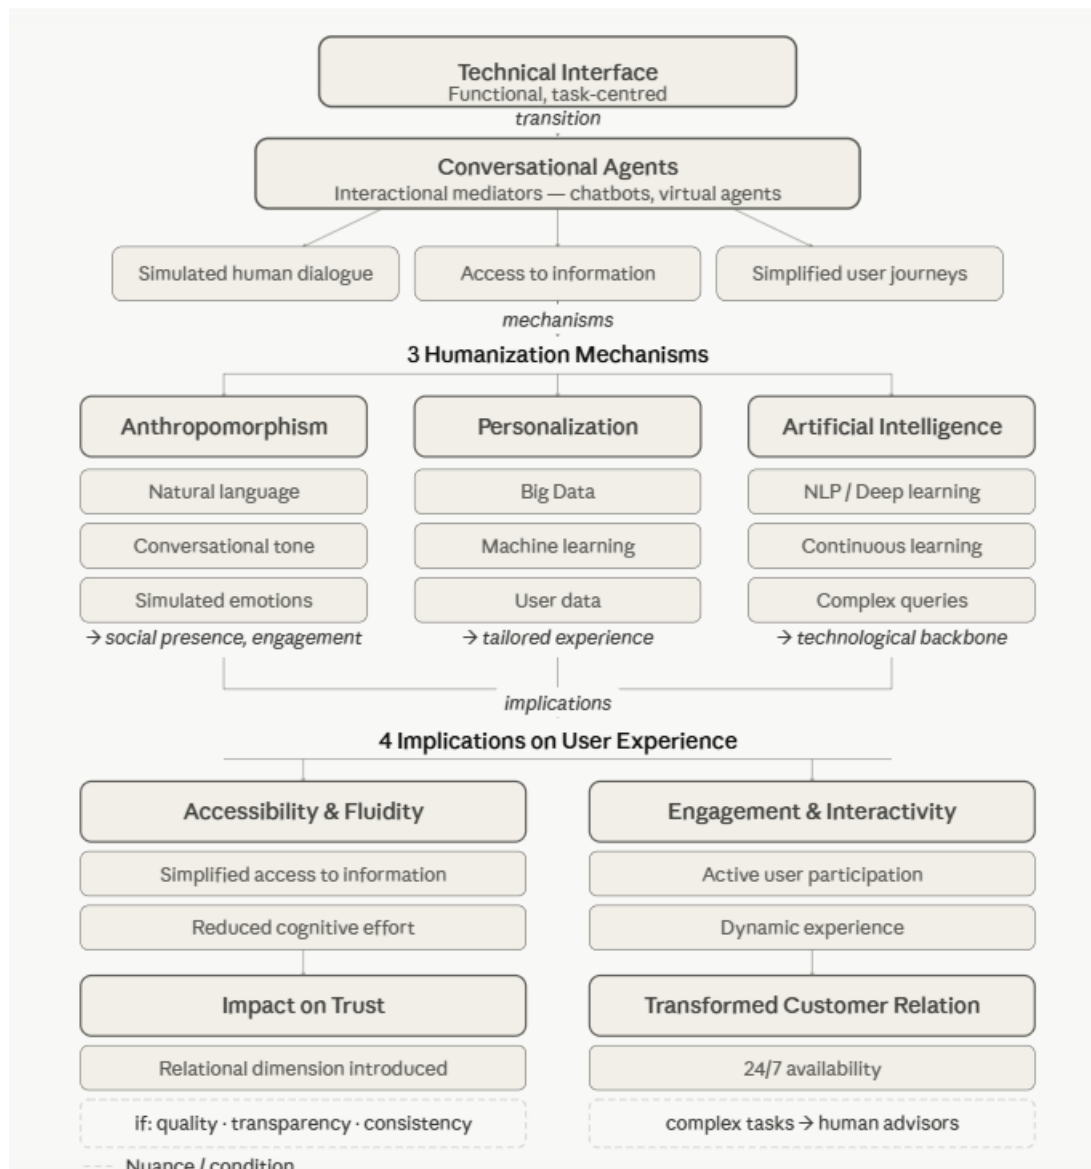 Technical Interface
Functional, task-centred
transition
Conversational Agents
Interactional mediators — chatbots, virtual agents
Simulated human dialogue
Access to information
Simplified user journeys
mechanisms
3 Humanization Mechanisms
Anthropomorphism
Personalization
Artificial Intelligence
Natural language
Big Data
NLP / Deep learning
Conversational tone
Machine learning
Continuous learning
Simulated emotions
User data
Complex queries
→ social presence, engagement
→ tailored experience
→ technological backbone
implications
4 Implications on User Experience
Accessibility & Fluidity
Engagement & Interactivity
Simplified access to information
Active user participation
Reduced cognitive effort
Dynamic experience
Impact on Trust
Transformed Customer Relation
Relational dimension introduced
24/7 availability
if: quality · transparency · consistency
complex tasks → human advisors
Nuance / condition